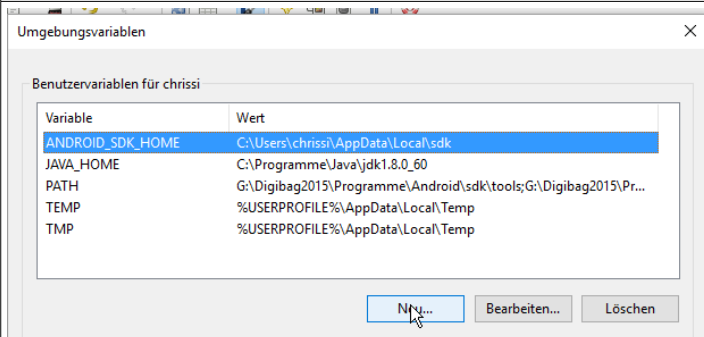 Umgebungsvariablen
Benutzervariablen für chrissi
Variable Wert
ANDROID_SDK_HOME C:\Users\chrissi\AppData\Local\sdk
JAVA_HOME C:\Programme\Java\jdk1.8.0_60
PATH G:\Digibag2015\Programme\Android\sdk\tools;G:\Digibag2015\Pr...
TEMP %USERPROFILE%\AppData\Local\Temp
TMP %USERPROFILE%\AppData\Local\Temp
Neu... Bearbeiten... Löschen